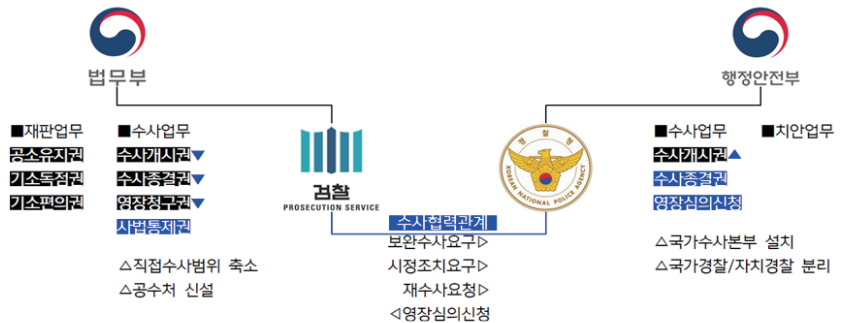 법무부
행정안전부
■재판업무
공소유지권
기소독점권
기소편의권
■수사업무
수사개시권▼
수사종결권▼
영장청구권▼
사법통제권
△직접수사범위 축소
△공수처 신설
검찰
PROSECUTION SERVICE
경찰청
KOREAN NATIONAL POLICE AGENCY
수사협력관계
보완수사요구▷
시정조치요구▷
재수사요청▷
◁영장심의신청
■수사업무
수사개시권▲
수사종결권
영장심의신청
■치안업무
△국가수사본부 설치
△국가경찰/자치경찰 분리